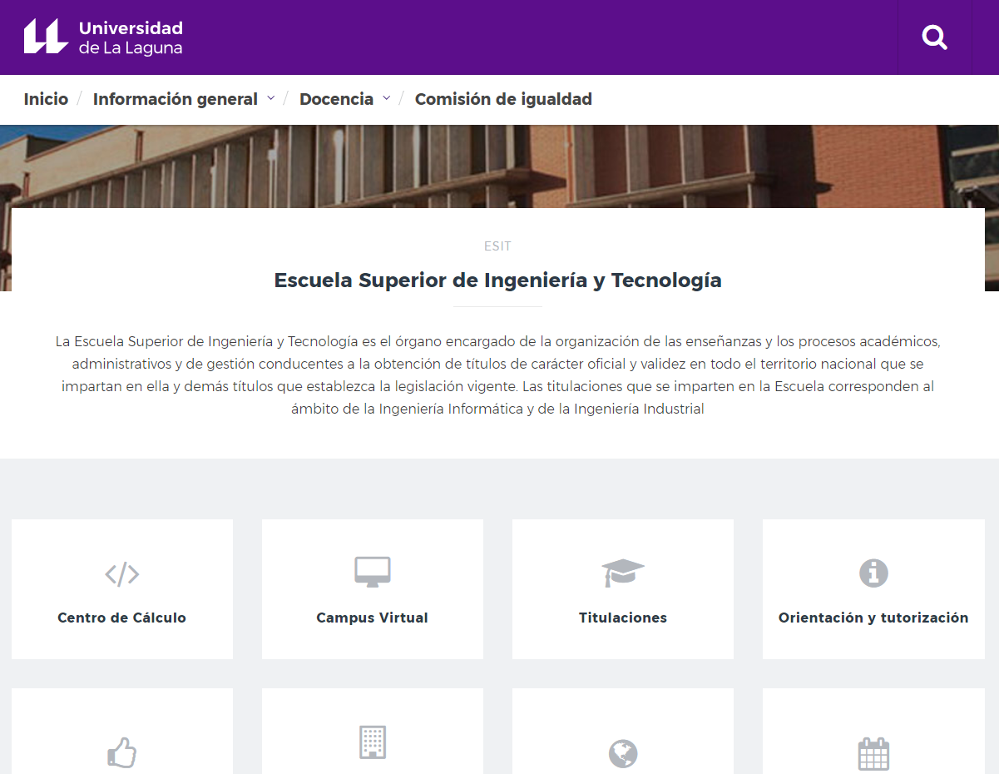 Universidad
de La Laguna
Inicio / Información general / Docencia / Comisión de igualdad
ESIT
Escuela Superior de Ingeniería y Tecnología
La Escuela Superior de Ingeniería y Tecnología es el órgano encargado de la organización de las enseñanzas y los procesos académicos,
administrativos y de gestión conducentes a la obtención de títulos de carácter oficial y validez en todo el territorio nacional que se
impartan en ella y demás títulos que establezca la legislación vigente. Las titulaciones que se imparten en la Escuela corresponden al
ámbito de la Ingeniería Informática y de la Ingeniería Industrial
Centro de Cálculo
Campus Virtual
Titulaciones
Orientación y tutorización